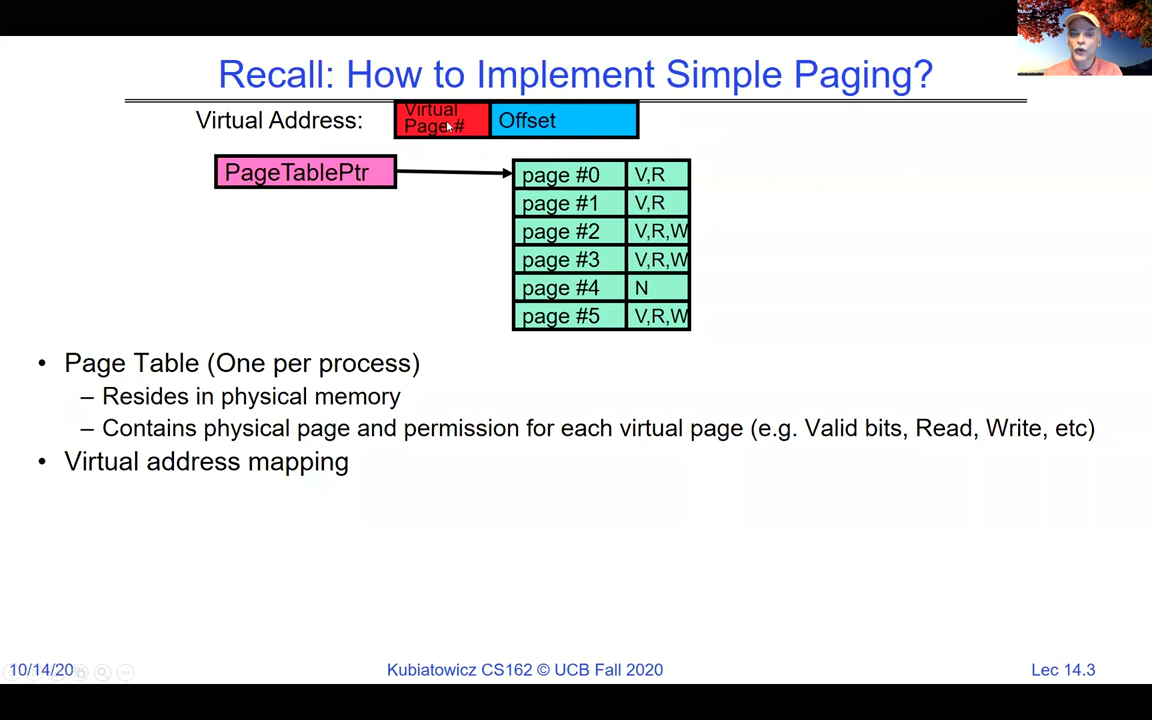 Recall: How to Implement Simple Paging?
Virtual Address:
Virtual
Page #
Offset
PageTablePtr
page #0 V,R
page #1 V,R
page #2 V,R,W
page #3 V,R,W
page #4 N
page #5 V,R,W
• Page Table (One per process)
– Resides in physical memory
– Contains physical page and permission for each virtual page (e.g. Valid bits, Read, Write, etc)
• Virtual address mapping
10/14/20
Kubiatowicz CS162 © UCB Fall 2020
Lec 14.3